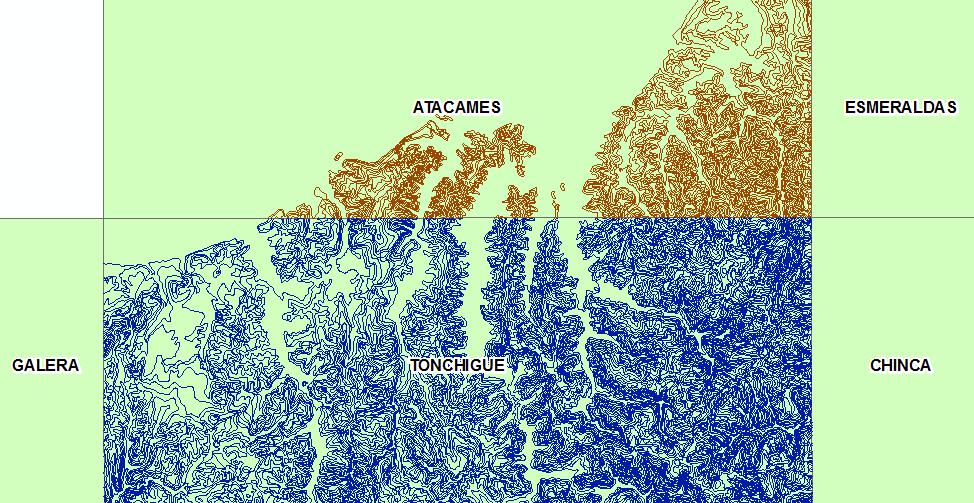 ATACAMES
ESMERALDAS
GALERA
TONCHIGUE
CHINCA